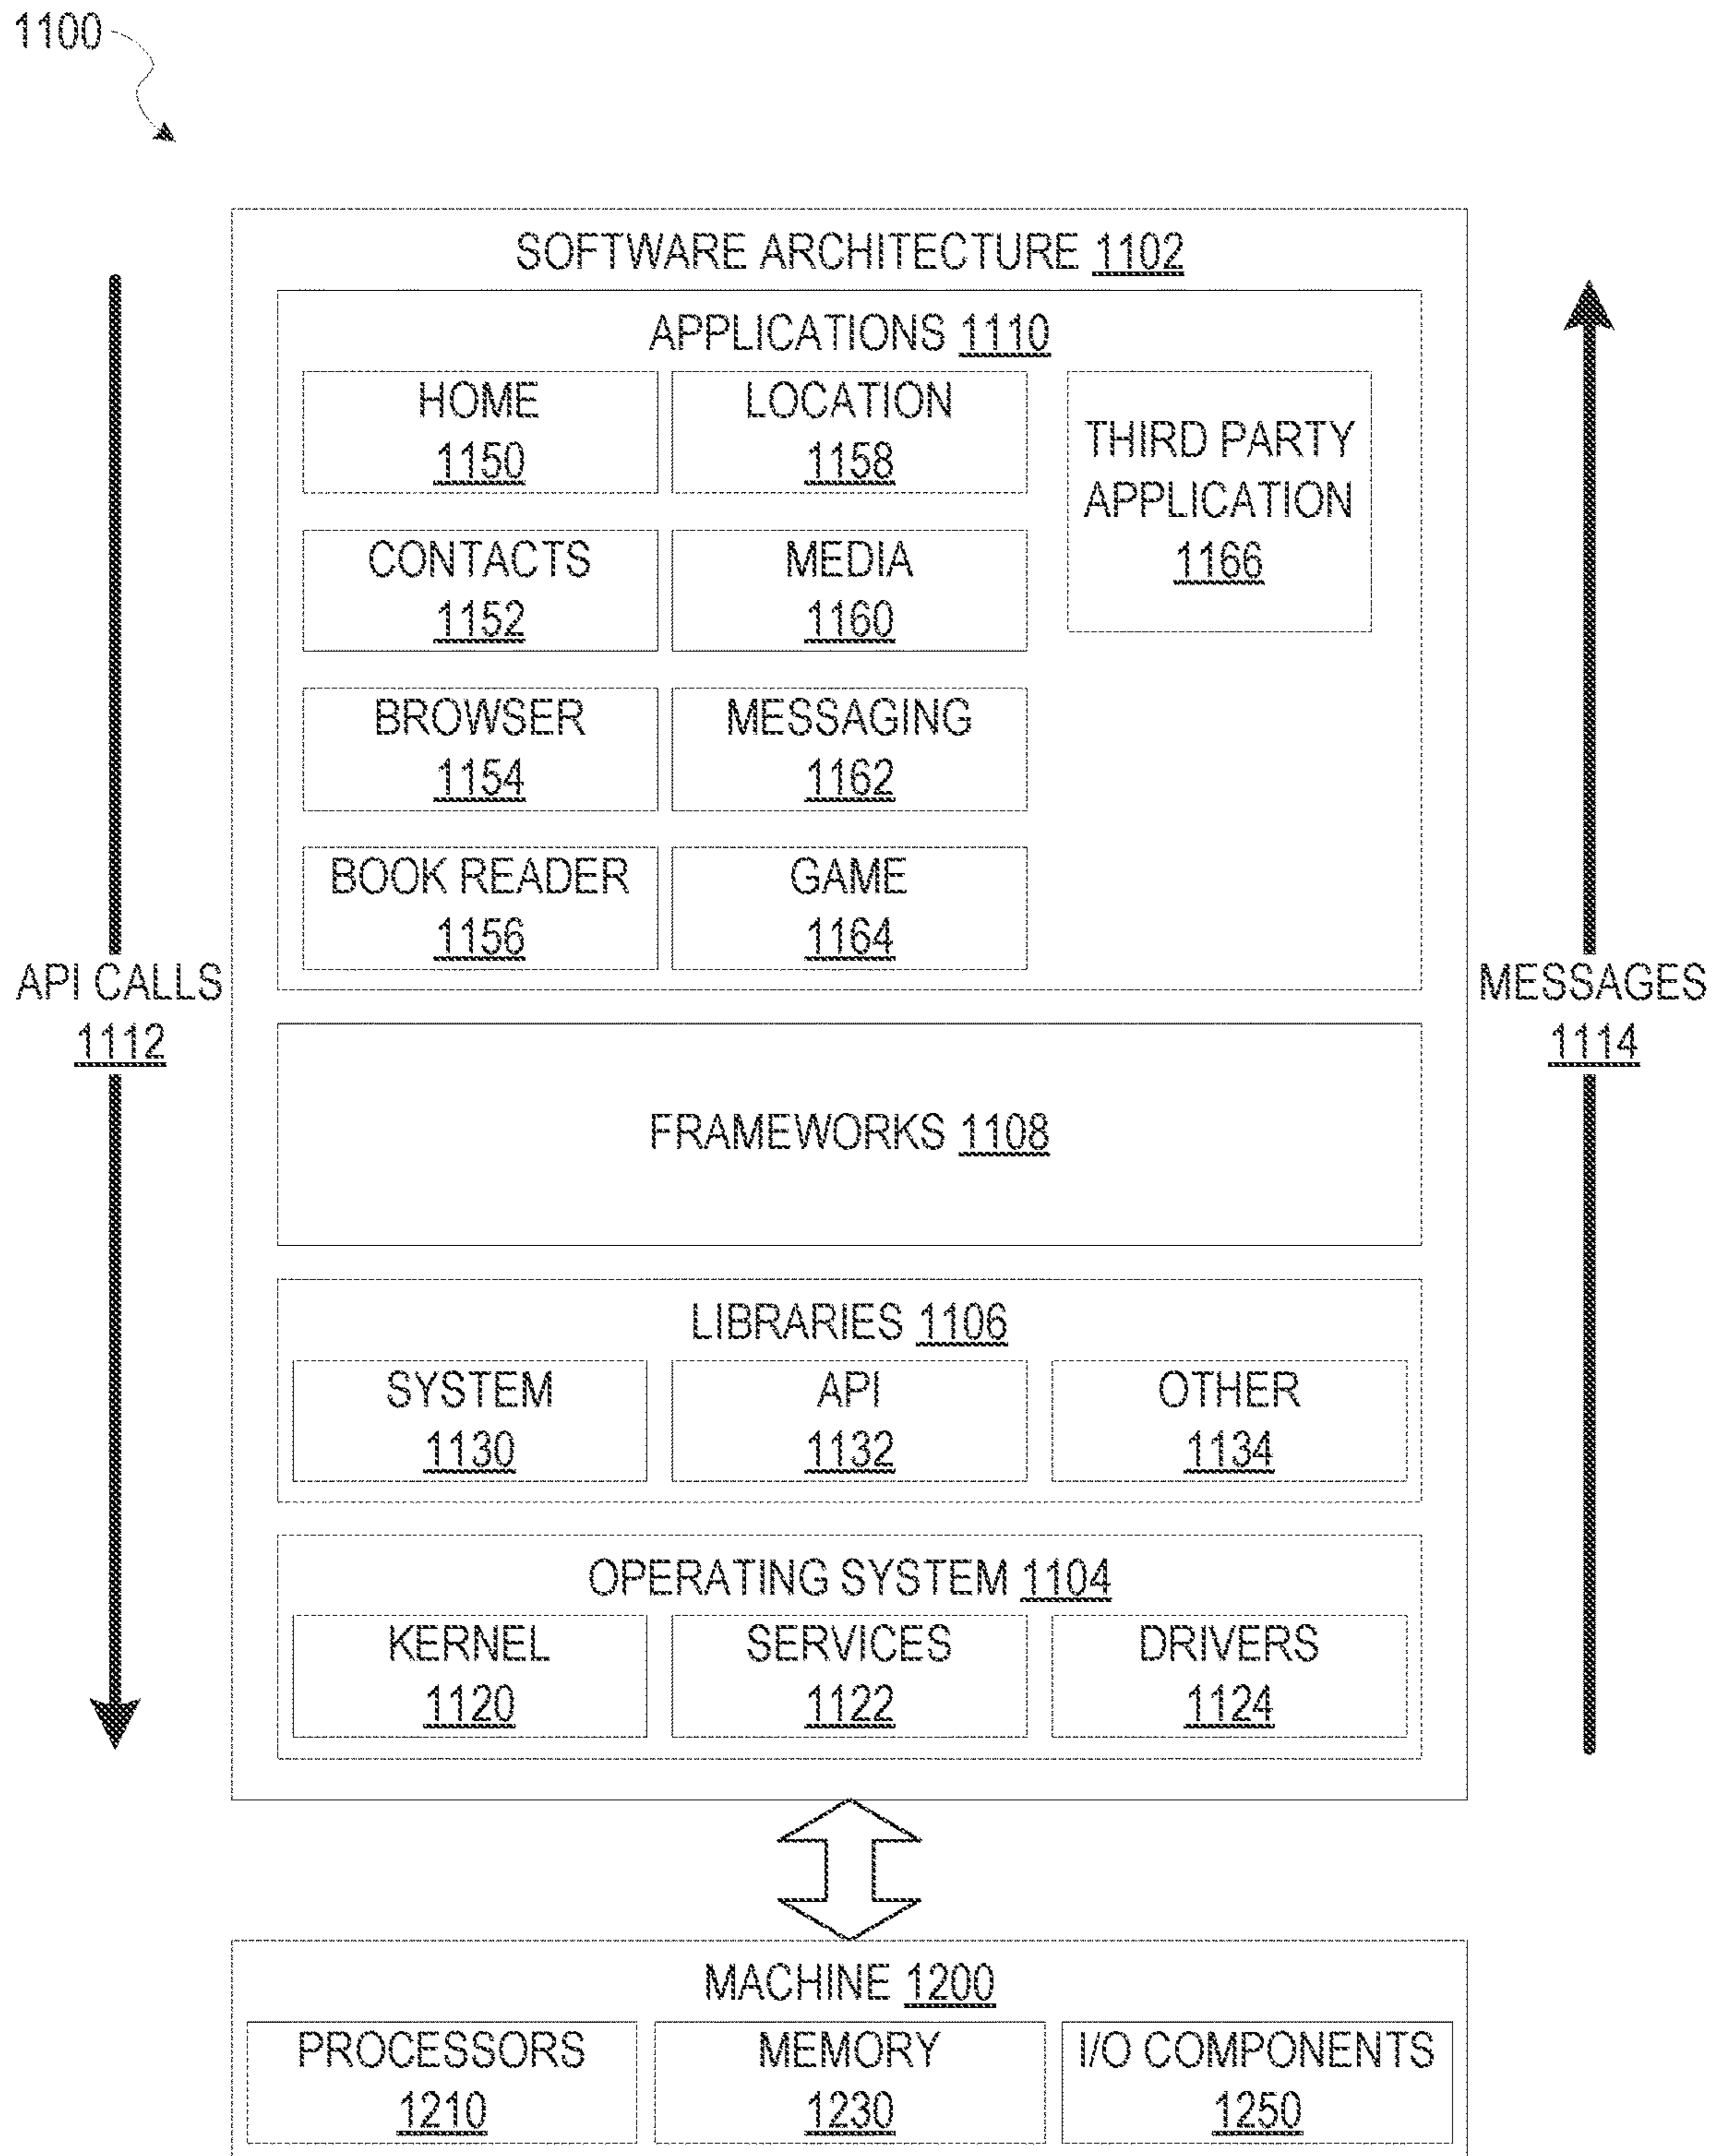 1100
SOFTWARE ARCHITECTURE 1102
APPLICATIONS 1110
HOME
1150
LOCATION
1158
THIRD PARTY
APPLICATION
1166
CONTACTS
1152
MEDIA
1160
BROWSER
1154
MESSAGING
1162
BOOK READER
1156
GAME
1164
API CALLS
1112
MESSAGES
1114
FRAMEWORKS 1108
LIBRARIES 1106
SYSTEM
1130
API
1132
OTHER
1134
OPERATING SYSTEM 1104
KERNEL
1120
SERVICES
1122
DRIVERS
1124
MACHINE 1200
PROCESSORS
1210
MEMORY
1230
I/O COMPONENTS
1250